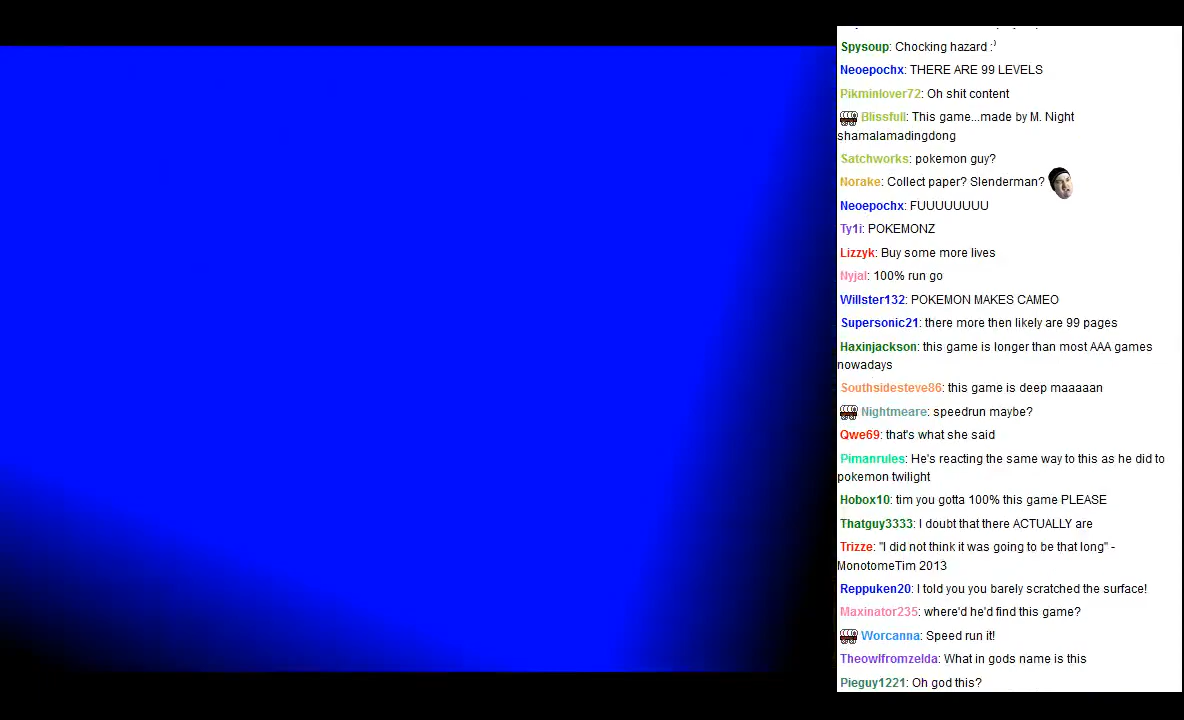 Spysoup: Chocking hazard :')
Neoepochx: THERE ARE 99 LEVELS
Pikminlover72: Oh shit content
Blissfull: This game...made by M. Night
shamalamadingdong
Satchworks: pokemon guy?
Norake: Collect paper? Slenderman?
Neoepochx: FUUUUUUUU
Ty1i: POKEMONZ
Lizzyk: Buy some more lives
Nyjal: 100% run go
Willster132: POKEMON MAKES CAMEO
Supersonic21: there more then likely are 99 pages
Haxinjackson: this game is longer than most AAA games
nowadays
Southsidesteve86: this game is deep maaaaan
Nightmeare: speedrun maybe?
Qwe69: that's what she said
Pimanrules: He's reacting the same way to this as he did to
pokemon twilight
Hobox10: tim you gotta 100% this game PLEASE
Thatguy3333: I doubt that there ACTUALLY are
Trizze: "I did not think it was going to be that long" -
MonotomeTim 2013
Reppuken20: I told you you barely scratched the surface!
Maxinator235: where'd he'd find this game?
Worcanna: Speed run it!
Theowlfromzelda: What in gods name is this
Pieguy1221: Oh god this?